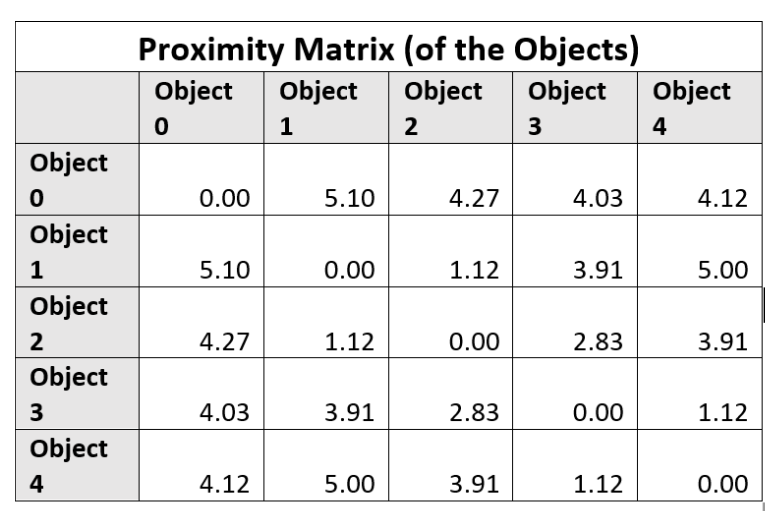 Proximity Matrix (of the Objects)
Object Object Object Object Object
0 1 2 3 4
Object
0 0.00 5.10 4.27 4.03 4.12
Object
1 5.10 0.00 1.12 3.91 5.00
Object
2 4.27 1.12 0.00 2.83 3.91
Object
3 4.03 3.91 2.83 0.00 1.12
Object
4 4.12 5.00 3.91 1.12 0.00